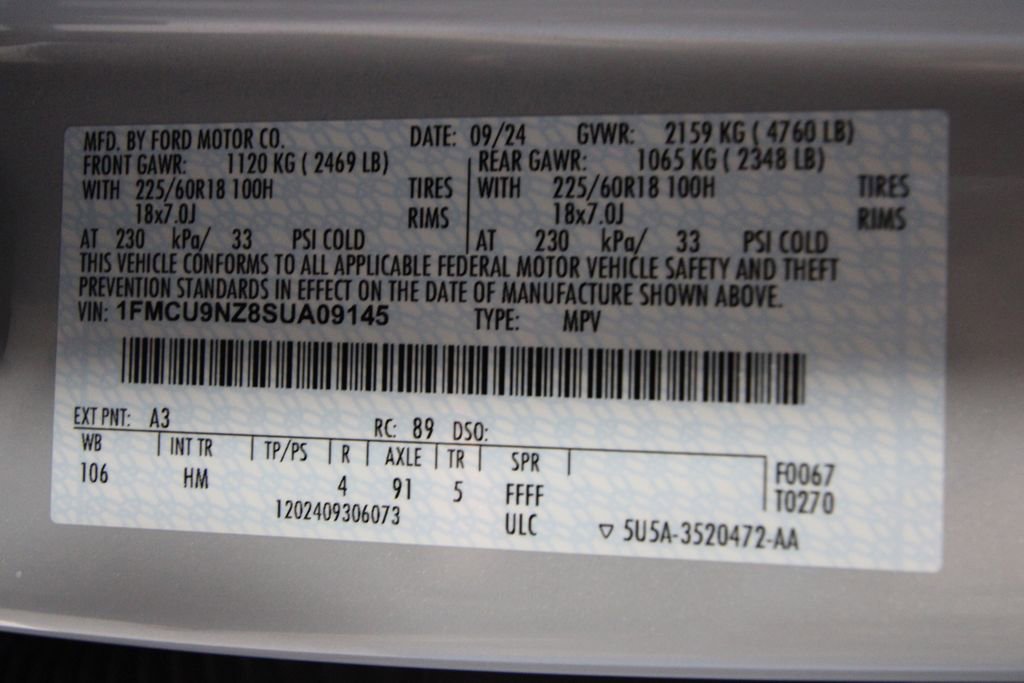 MFD. BY FORD MOTOR CO. DATE: 09/24 GVWR: 2159 KG ( 4760 LB)
FRONT GAWR: 1120 KG ( 2469 LB) REAR GAWR: 1065 KG ( 2348 LB)
WITH 225/60R18 100H TIRES WITH 225/60R18 100H TIRES
18x7.0J RIMS 18x7.0J RIMS
AT 230 kPa/ 33 PSI COLD AT 230 kPa/ 33 PSI COLD
THIS VEHICLE CONFORMS TO ALL APPLICABLE FEDERAL MOTOR VEHICLE SAFETY AND THEFT
PREVENTION STANDARDS IN EFFECT ON THE DATE OF MANUFACTURE SHOWN ABOVE.
VIN: 1FMCU9NZ8SUA09145 TYPE: MPV
EXT PNT: A3 RC: 89 DSO:
WB INT TR TP/PS R AXLE TR SPR
106 HM 4 91 5 FFFF F0067
T0270
1202409306073 ULC ▽ 5U5A-3520472-AA